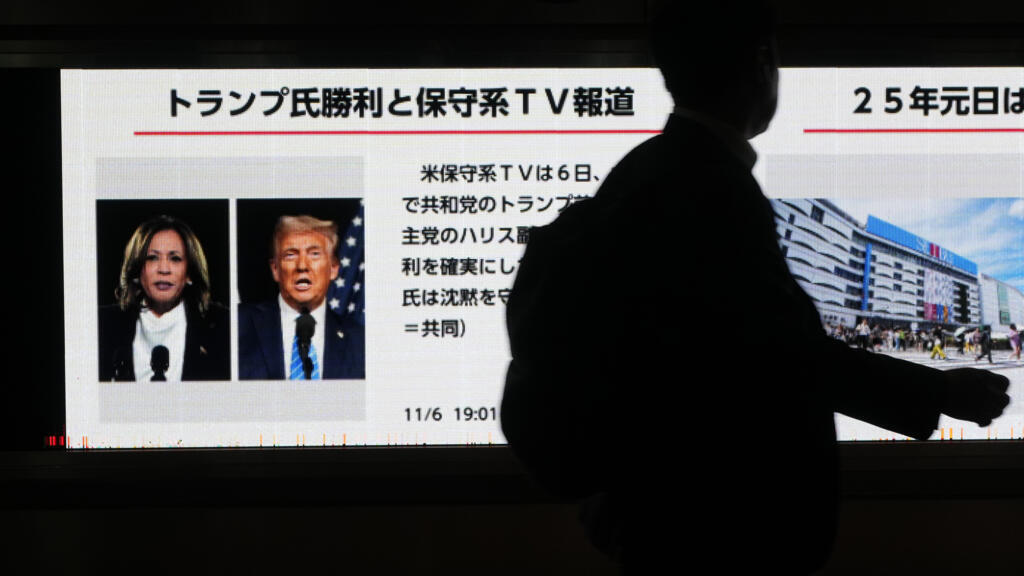 トランプ氏勝利と保守系ＴＶ報道
米保守系ＴＶは６日、
で共和党のトランプ
主党のハリス副
利を確実にし
氏は沈黙を守
＝共同）
11/6 19:01
２５年元日は